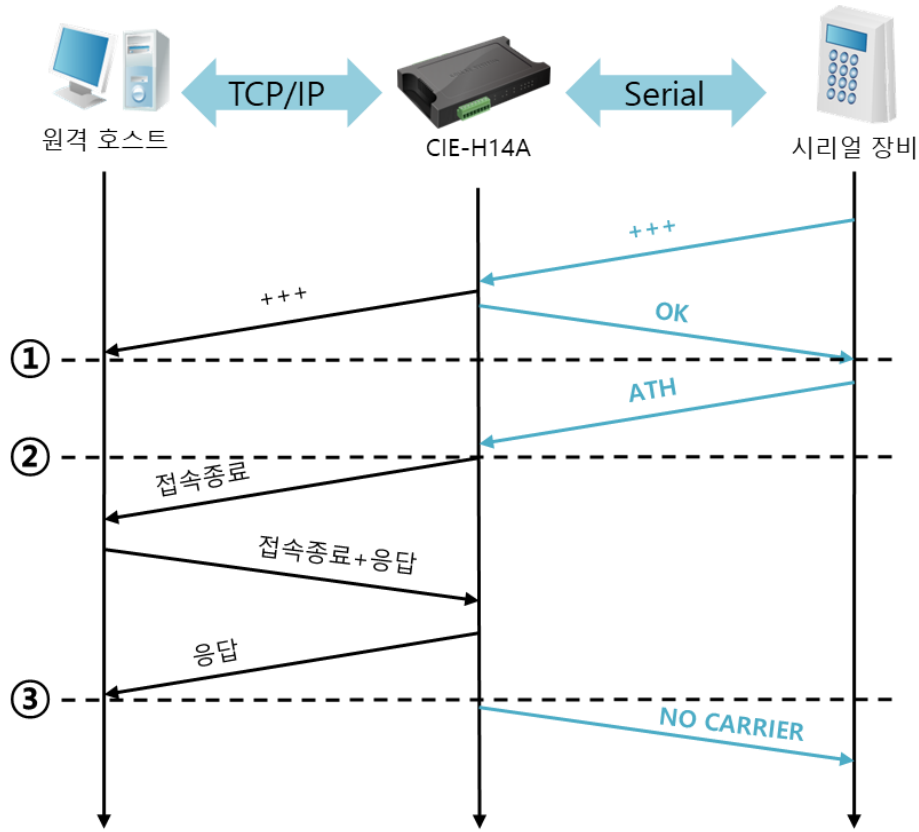 TCP/IP
Serial
원격 호스트
CIE-H14A
시리얼 장비
+++
+++
OK
①
ATH
②
접속종료
접속종료+응답
응답
③
NO CARRIER